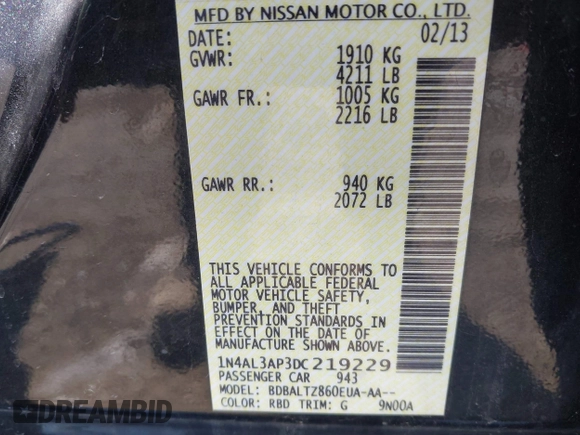 MFD BY NISSAN MOTOR CO., LTD.
DATE: 02/13
GVWR: 1910 KG
4211 LB
GAWR FR.: 1005 KG
2216 LB
GAWR RR.: 940 KG
2072 LB
THIS VEHICLE CONFORMS TO
ALL APPLICABLE FEDERAL
MOTOR VEHICLE SAFETY,
BUMPER, AND THEFT
PREVENTION STANDARDS IN
EFFECT ON THE DATE OF
MANUFACTURE SHOWN ABOVE.
1N4AL3AP3DC219229
PASSENGER CAR 943
MODEL: BDBALTZ860EUA-AA--
COLOR: RBD TRIM: G 9N00A
© 2024 BIDEMBID